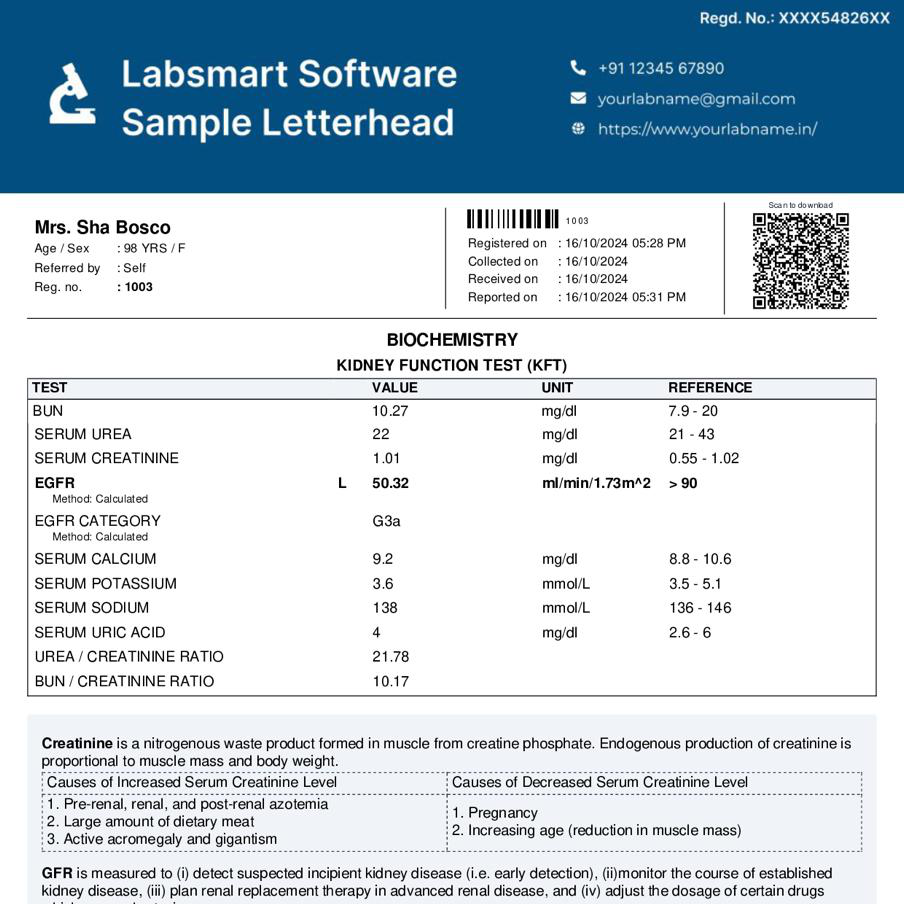 Regd. No.: XXXX54826XX
Labsmart Software
Sample Letterhead
+91 12345 67890
yourlabname@gmail.com
https://www.yourlabname.in/
Mrs. Sha Bosco
Age / Sex : 98 YRS / F
Referred by : Self
Reg. no. : 1003
1003
Registered on : 16/10/2024 05:28 PM
Collected on : 16/10/2024
Received on : 16/10/2024
Reported on : 16/10/2024 05:31 PM
Scan to download
BIOCHEMISTRY
KIDNEY FUNCTION TEST (KFT)
TEST VALUE UNIT REFERENCE
BUN 10.27 mg/dl 7.9 - 20
SERUM UREA 22 mg/dl 21 - 43
SERUM CREATININE 1.01 mg/dl 0.55 - 1.02
EGFR L 50.32 ml/min/1.73m^2 > 90
Method: Calculated
EGFR CATEGORY G3a
Method: Calculated
SERUM CALCIUM 9.2 mg/dl 8.8 - 10.6
SERUM POTASSIUM 3.6 mmol/L 3.5 - 5.1
SERUM SODIUM 138 mmol/L 136 - 146
SERUM URIC ACID 4 mg/dl 2.6 - 6
UREA / CREATININE RATIO 21.78
BUN / CREATININE RATIO 10.17
Creatinine is a nitrogenous waste product formed in muscle from creatine phosphate. Endogenous production of creatinine is
proportional to muscle mass and body weight.
Causes of Increased Serum Creatinine Level
1. Pre-renal, renal, and post-renal azotemia
2. Large amount of dietary meat
3. Active acromegaly and gigantism
Causes of Decreased Serum Creatinine Level
1. Pregnancy
2. Increasing age (reduction in muscle mass)
GFR is measured to (i) detect suspected incipient kidney disease (i.e. early detection), (ii)monitor the course of established
kidney disease, (iii) plan renal replacement therapy in advanced renal disease, and (iv) adjust the dosage of certain drugs